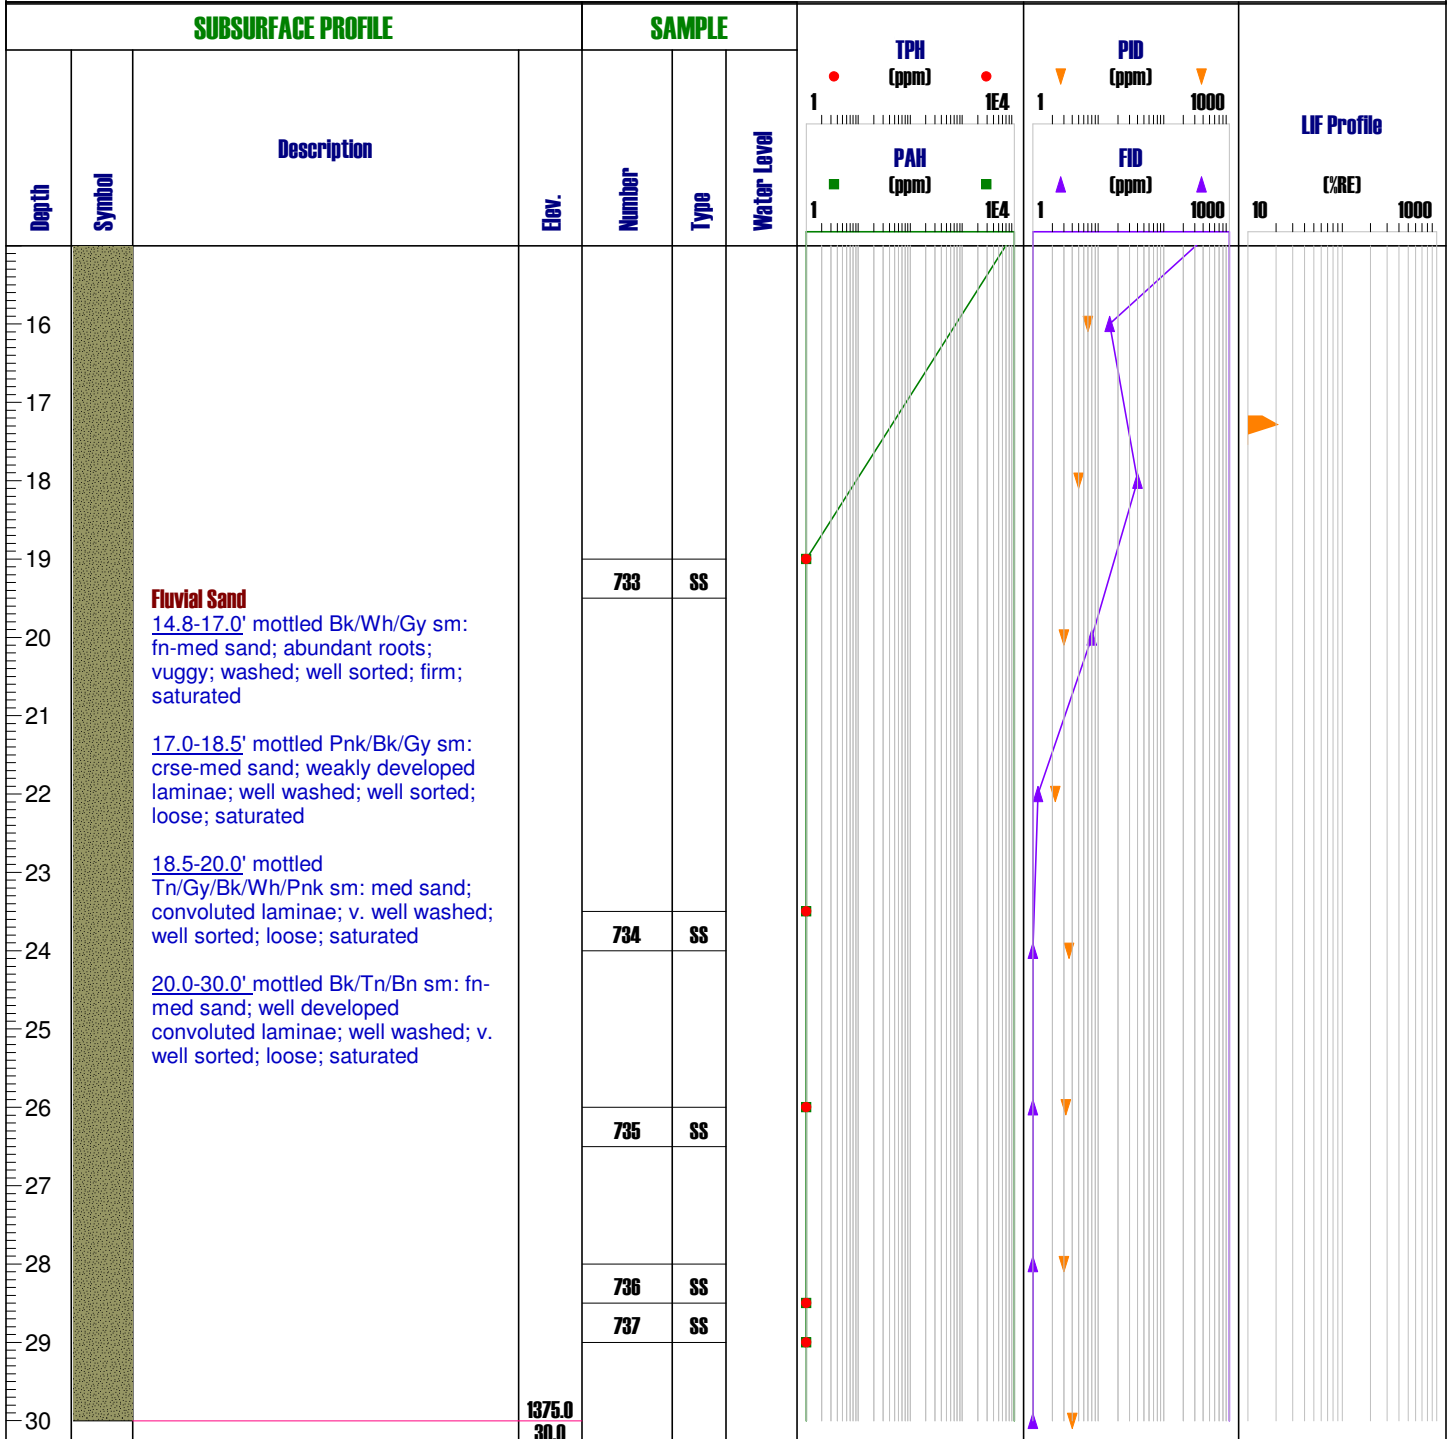 SUBSURFACE PROFILE
SAMPLE
Depth
Symbol
Description
Elev.
Number
Type
Water Level
TPH
(ppm)
1 1E4
PAH
(ppm)
1 1E4
PID
(ppm)
1 1000
FID
(ppm)
1 1000
LIF Profile
(%RE)
10 1000
16
17
18
19
20
21
22
23
24
25
26
27
28
29
30
Fluvial Sand
14.8-17.0' mottled Bk/Wh/Gy sm:
fn-med sand; abundant roots;
vuggy; washed; well sorted; firm;
saturated
17.0-18.5' mottled Pnk/Bk/Gy sm:
crse-med sand; weakly developed
laminae; well washed; well sorted;
loose; saturated
18.5-20.0' mottled
Tn/Gy/Bk/Wh/Pnk sm: med sand;
convoluted laminae; v. well washed;
well sorted; loose; saturated
20.0-30.0' mottled Bk/Tn/Bn sm: fn-
med sand; well developed
convoluted laminae; well washed; v.
well sorted; loose; saturated
1375.0
30.0
733 SS
734 SS
735 SS
736 SS
737 SS